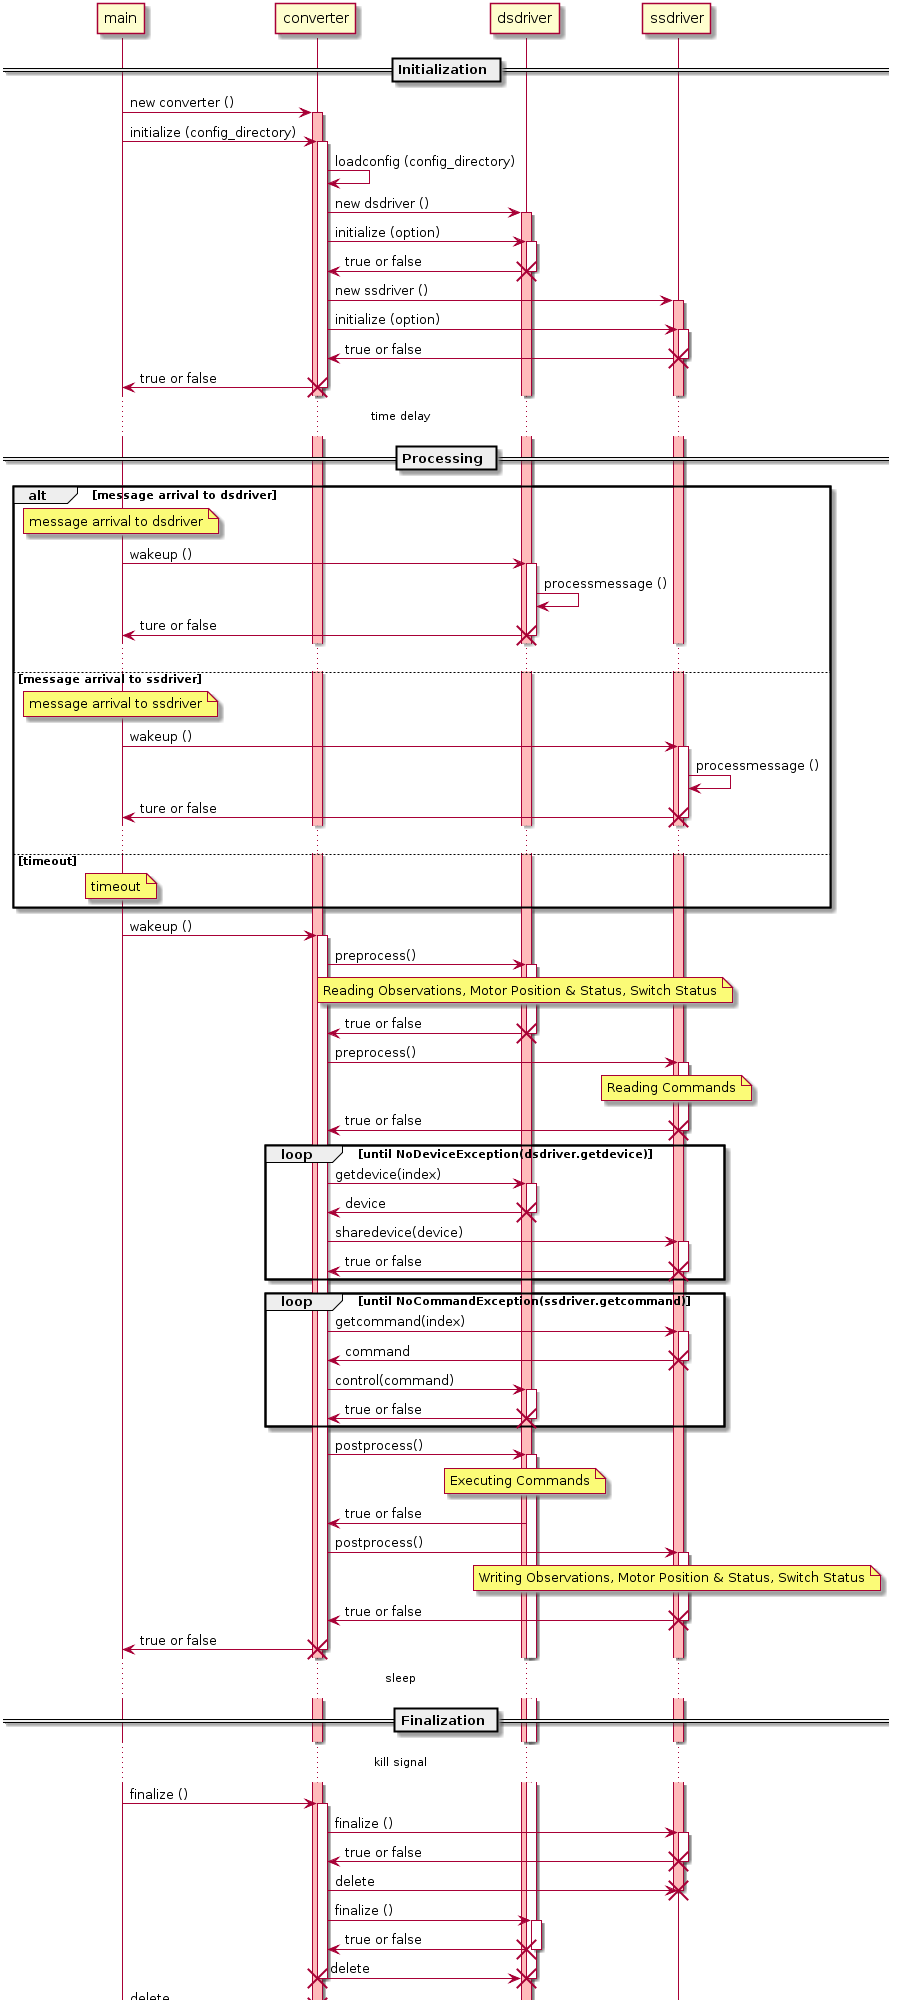 main
converter
dsdriver
ssdriver
Initialization
new converter ()
initialize (config_directory)
loadconfig (config_directory)
new dsdriver ()
initialize (option)
true or false
new ssdriver ()
initialize (option)
true or false
true or false
time delay
Processing
alt [message arrival to dsdriver]
message arrival to dsdriver
wakeup ()
processmessage ()
ture or false
[message arrival to ssdriver]
message arrival to ssdriver
wakeup ()
processmessage ()
ture or false
[timeout]
timeout
wakeup ()
preprocess()
Reading Observations, Motor Position & Status, Switch Status
true or false
preprocess()
Reading Commands
true or false
loop [until NoDeviceException(dsdriver.getdevice)]
getdevice(index)
device
sharedevice(device)
true or false
loop [until NoCommandException(ssdriver.getcommand)]
getcommand(index)
command
control(command)
true or false
postprocess()
Executing Commands
true or false
postprocess()
Writing Observations, Motor Position & Status, Switch Status
true or false
true or false
sleep
Finalization
kill signal
finalize ()
finalize ()
true or false
delete
finalize ()
true or false
delete
delete